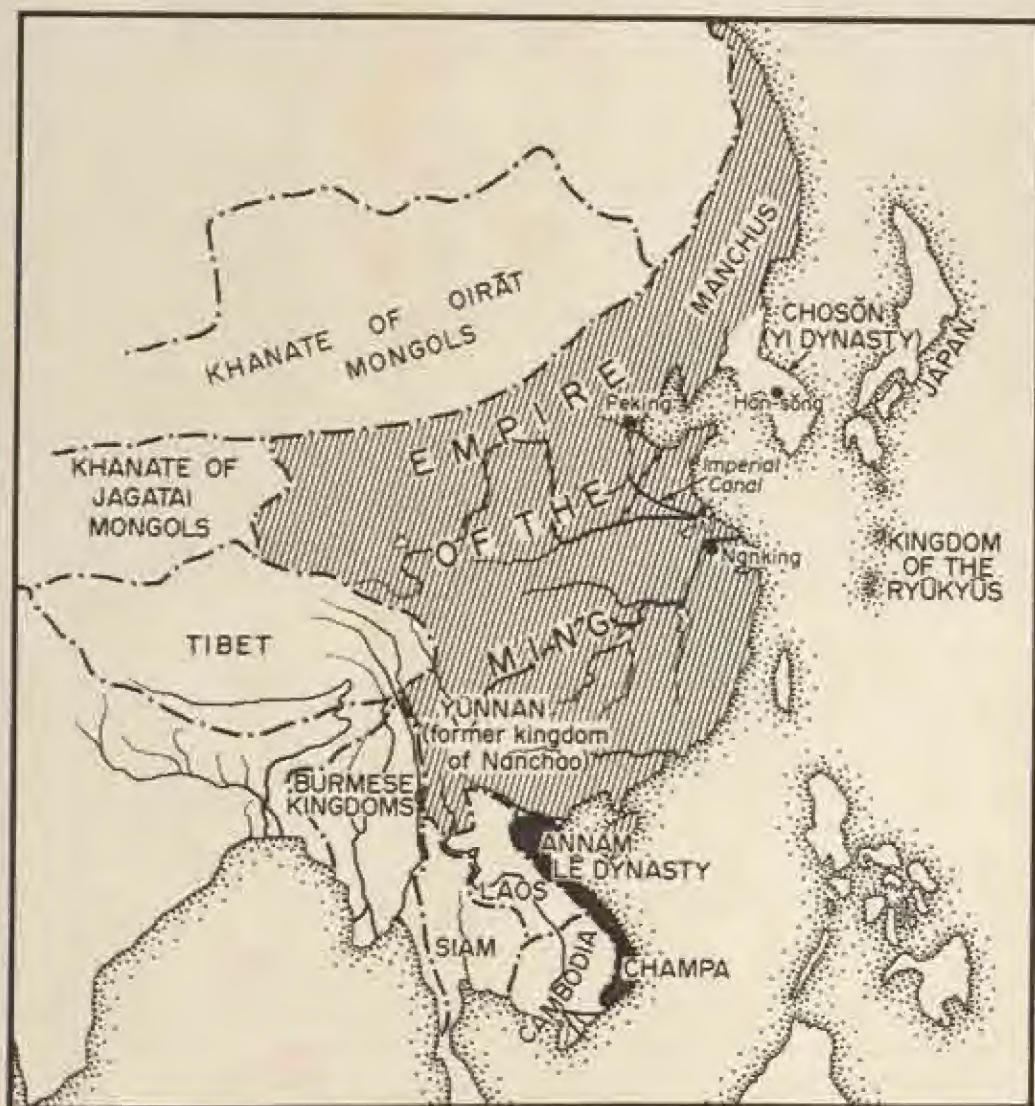 KHANATE OF OIRĀT
MONGOLS
MANCHUS
CHOSŎN
(YI DYNASTY)
JAPAN
Hān-sŏng
Peking
EMPIRE
OF THE
MING
Imperial
Canal
Nanking
KHANATE OF
JAGATAI
MONGOLS
KINGDOM
OF THE
RYŪKYŪS
TIBET
YUNNAN
(former kingdom
of Nanchao)
BURMESE
KINGDOMS
ANNAM
LÊ DYNASTY
LAOS
SIAM
CAMBODIA
CHAMPA